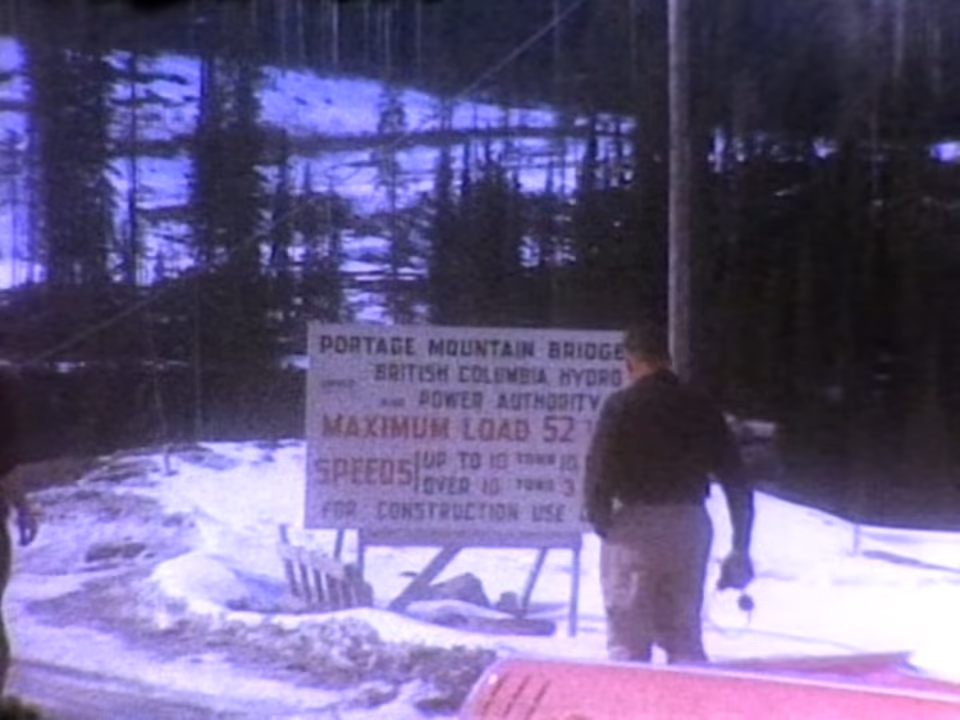 PORTAGE MOUNTAIN BRIDGE
BRITISH COLUMBIA HYDRO
AND POWER AUTHORITY
MAXIMUM LOAD 52
SPEEDS UP TO 10 TONS 10
OVER 10 TONS 3
FOR CONSTRUCTION USE